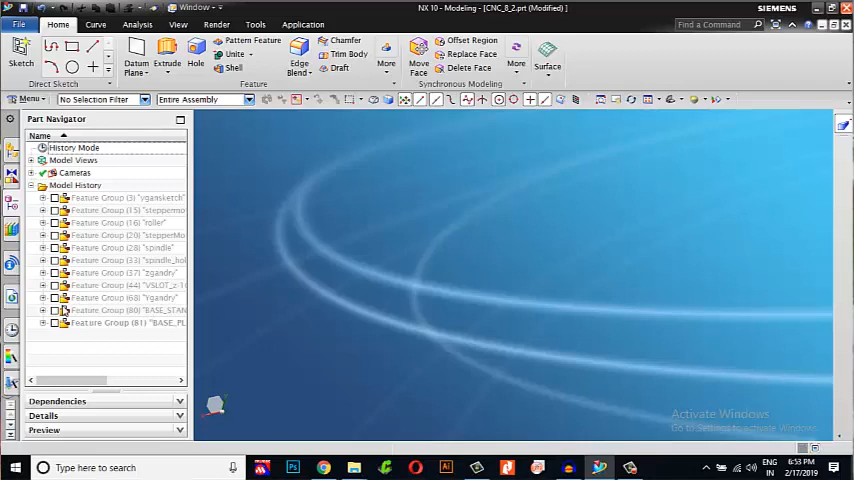 Window
NX 10 - Modeling - [CNC_8_2.prt (Modified) ]
SIEMENS
File Home Curve Analysis View Render Tools Application
Find a Command
Sketch
Direct Sketch
Datum Plane
Extrude
Hole
Pattern Feature
Unite
Shell
Edge Blend
Chamfer
Trim Body
Draft
More
Feature
Move Face
Offset Region
Replace Face
Delete Face
More
Synchronous Modeling
Surface
Menu
No Selection Filter
Entire Assembly
Part Navigator
Name
History Mode
Model Views
Cameras
Model History
Feature Group (3) "ygansketch"
Feature Group (15) "steppermo
Feature Group (16) "roller"
Feature Group (20) "stepperMo
Feature Group (28) "spindle"
Feature Group (33) "spindle_hol
Feature Group (37) "zgandry"
Feature Group (44) "VSLOT_z-1
Feature Group (68) "Ygandry"
Feature Group (80) "BASE_STAN
Feature Group (81) "BASE_PL
Dependencies
Details
Preview
Activate Windows
Go to Settings to activate Windows.
Type here to search
ENG
IN
6:53 PM
2/17/2019